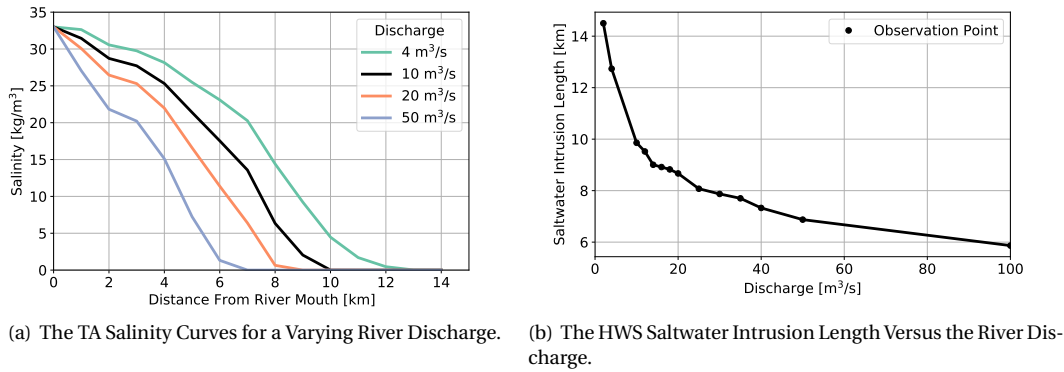 35
30
25
20
15
10
5
0
Salinity [kg/m³]
0 2 4 6 8 10 12 14
Distance From River Mouth [km]
Discharge
4 m³/s
10 m³/s
20 m³/s
50 m³/s
(a) The TA Salinity Curves for a Varying River Discharge.
14
12
10
8
6
Saltwater Intrusion Length [km]
0 20 40 60 80 100
Discharge [m³/s]
Observation Point
(b) The HWS Saltwater Intrusion Length Versus the River Dis-
charge.